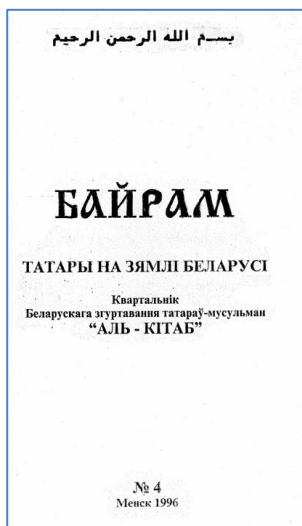 بسم الله الرحمن الرحيم
БАЙРАМ
ТАТАРЫ НА ЗЯМЛІ БЕЛАРУСІ
Квартальнік
Беларускага згуртавання татараў-мусульман
“АЛЬ - КІТАБ”
№ 4
Менск 1996